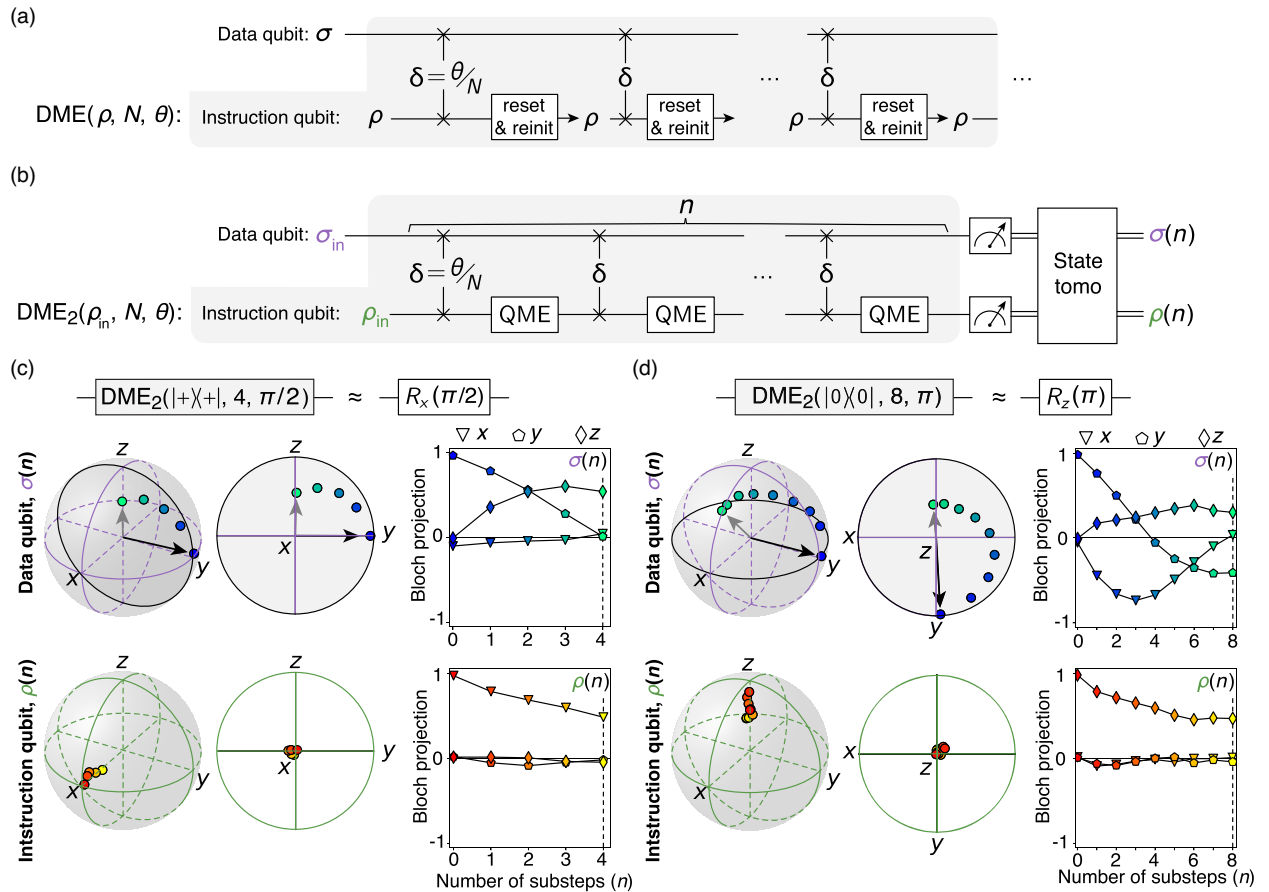 (a)
Data qubit: σ
δ = θ/N δ ... δ ...
DME(ρ, N, θ): Instruction qubit: ρ reset & reinit ρ reset & reinit ρ reset & reinit ρ
(b)
n
Data qubit: σin σ(n)
δ = θ/N δ ... δ State tomo
DME2(ρin, N, θ): Instruction qubit: ρin QME QME QME ρ(n)
(c)
DME2(|+⟩⟨+|, 4, π/2) ≈ Rx(π/2)
Data qubit, σ(n)
z
x
y
z
x
y
x y z
σ(n)
Bloch projection
1
0
-1
0 1 2 3 4
Intstruction qubit, ρ(n)
z
x
y
z
x
y
ρ(n)
Bloch projection
1
0
-1
0 1 2 3 4
Number of substeps (n)
(d)
DME2(|0⟩⟨0|, 8, π) ≈ Rz(π)
Data qubit, σ(n)
z
x
y
x
z
y
x y z
σ(n)
Bloch projection
1
0
-1
0 2 4 6 8
Intstruction qubit, ρ(n)
z
x
y
x
z
y
ρ(n)
Bloch projection
1
0
-1
0 2 4 6 8
Number of substeps (n)